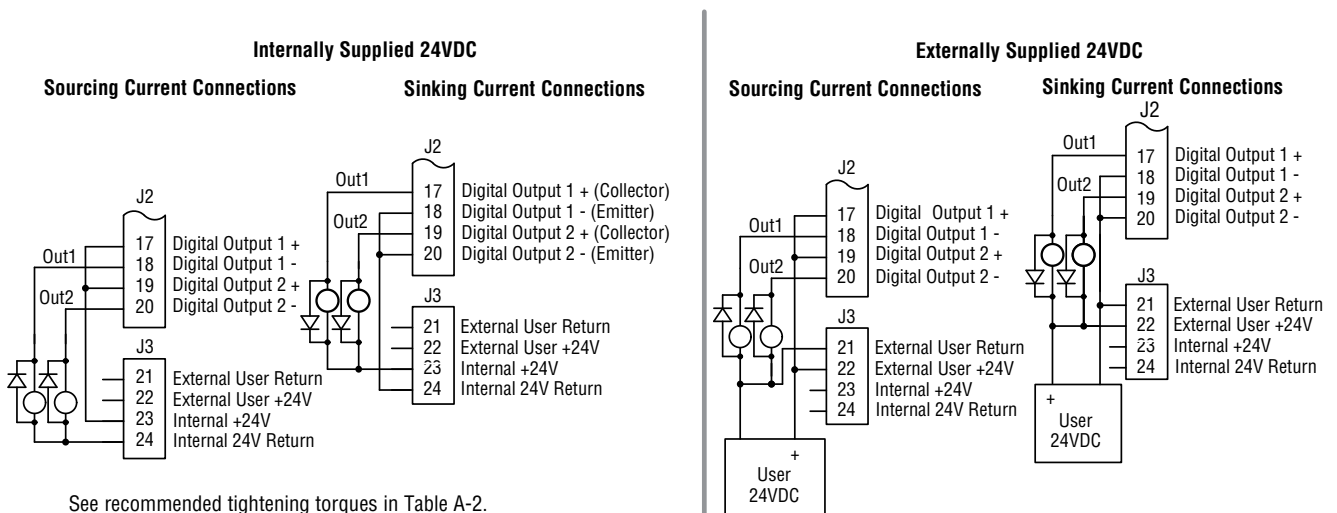 Internally Supplied 24VDC
Sourcing Current Connections
Sinking Current Connections
J2
Out1
Out2
17 Digital Output 1 +
18 Digital Output 1 -
19 Digital Output 2 +
20 Digital Output 2 -
J3
21 External User Return
22 External User +24V
23 Internal +24V
24 Internal 24V Return
J2
Out1
Out2
17 Digital Output 1 + (Collector)
18 Digital Output 1 - (Emitter)
19 Digital Output 2 + (Collector)
20 Digital Output 2 - (Emitter)
J3
21 External User Return
22 External User +24V
23 Internal +24V
24 Internal 24V Return
See recommended tightening torques in Table A-2.
Externally Supplied 24VDC
Sourcing Current Connections
Sinking Current Connections
J2
Out1
Out2
17 Digital Output 1 +
18 Digital Output 1 -
19 Digital Output 2 +
20 Digital Output 2 -
J3
21 External User Return
22 External User +24V
23 Internal +24V
24 Internal 24V Return
+
User
24VDC
J2
Out1
Out2
17 Digital Output 1 +
18 Digital Output 1 -
19 Digital Output 2 +
20 Digital Output 2 -
J3
21 External User Return
22 External User +24V
23 Internal +24V
24 Internal 24V Return
+
User
24VDC